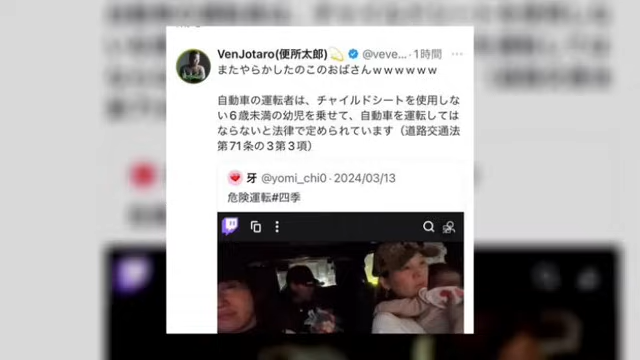 VenJotaro(便所太郎) @veve... · 1時間
またやらかしたのこのおばさんｗｗｗｗｗｗ
自動車の運転者は、チャイルドシートを使用しな
い６歳未満の幼児を乗せて、自動車を運転しては
ならないと法律で定められています（道路交通法
第71条の３第３項）
牙 @yomi_chi0 · 2024/03/13
危険運転#四季